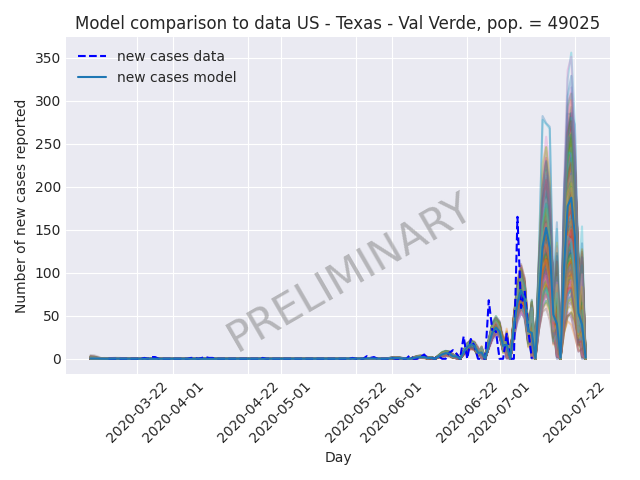 Model comparison to data US - Texas - Val Verde, pop. = 49025
new cases data
new cases model
350
300
250
200
150
100
50
0
Number of new cases reported
PRELIMINARY
2020-03-22
2020-04-01
2020-04-22
2020-05-01
2020-05-22
2020-06-01
2020-06-22
2020-07-01
2020-07-22
Day